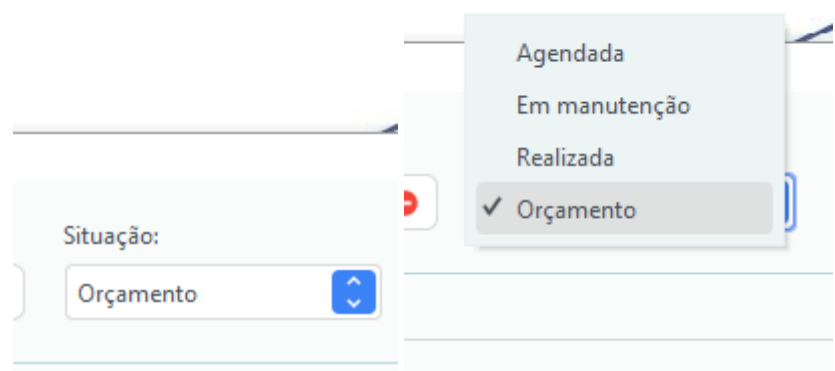 Situação:
Orçamento
Agendada
Em manutenção
Realizada
Orçamento